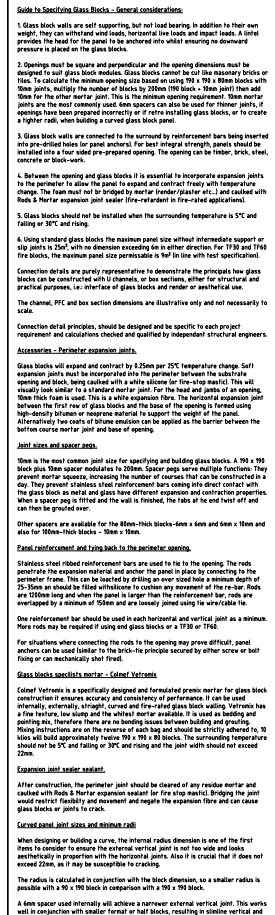 Guide to Specifying Glass Blocks - General considerations:
1. Glass block walls are self supporting, but not load bearing. In addition to their own
weight, they can withstand wind loads, horizontal live loads and impact loads. A lintel
provides the head for the panel to be anchored into whilst ensuring no downward
pressure is placed on the glass blocks.
2. Openings must be square and perpendicular and the opening dimensions must be
designed to suit glass block modules. Glass blocks cannot be cut like masonry bricks or
tiles. To calculate the minimum opening size based on using 190 x 190 x 80mm blocks with
10mm joints, multiply the number of blocks by 200mm (190 block + 10mm joint) then add
10mm for the other mortar joint. This is the minimum opening requirement. 10mm mortar
joints are the most commonly used. 6mm spacers can also be used for thinner joints, if
openings have been prepared incorrectly or if retro installing glass blocks, or to create
a tighter radii, when building a curved glass block panel.
3. Glass block walls are connected to the surround by reinforcement bars being inserted
into pre-drilled holes (or panel anchors). For best integral strength, panels should be
installed into a four sided pre-prepared opening. The opening can be timber, brick, steel,
concrete or block-work.
4. Between the opening and glass blocks it is essential to incorporate expansion joints
to the perimeter to allow the panel to expand and contract freely with temperature
change. The foam must not be bridged by mortar (render/plaster etc...) and caulked with
Rods & Mortar expansion joint sealer (fire-retardent in fire-rated applications).
5. Glass blocks should not be installed when the surrounding temperature is 5°C and
falling or 30°C and rising.
6. Using standard glass blocks the maximum panel size without intermediate support or
slip joints is 25m², with no dimension exceeding 6m in either direction. For TF30 and TF60
fire blocks, the maximum panel size permissable is 9m² (in line with test specification).
Connection details are purely representative to demonstrate the principals how glass
blocks can be constructed with U channels, or box sections, either for structural and
practical purposes, i.e.: interface of glass blocks and render or aesthetical use.
The channel, PFC and box section dimensions are illustrative only and not necessarily to
scale.
Connection detail principles, should be designed and be specific to each project
requirement and calculations checked and qualified by independant structural engineers.
Accessories - Perimeter expansion joints.
Glass blocks will expand and contract by 0.25mm per 25°C temperature change. Soft
expansion joints must be incorporated into the perimeter between the substrate
opening and block, being caulked with a white silicone (or fire-stop mastic). This will
visually look similar to a standard mortar joint. For the head and jambs of an opening,
10mm thick foam is used. This is a white expansion fibre. The horizontal expansion joint
between the first row of glass blocks and the base of the opening is formed using
high-density bitumen or neoprene material to support the weight of the panel.
Alternatively two coats of bitume emulsion can be applied as the barrier between the
bottom course mortar joint and base of opening.
Joint sizes and spacer pegs.
10mm is the most common joint size for specifying and building glass blocks. A 190 x 190
block plus 10mm spacer modulates to 200mm. Spacer pegs serve multiple functions: They
prevent mortar squeeze, increasing the number of courses that can be constructed in a
day. They prevent stainless steel reinforcement bars coming into direct contact with
the glass block as metal and glass have different expansion and contraction properties.
When a spacer peg is fitted and the wall is finished, the tabs at the end twist off and
can then be grouted over.
Other spacers are available for the 80mm-thick blocks-6mm x 6mm and 6mm x 10mm and
also for 100mm-thick blocks - 10mm x 10mm.
Panel reinforcement and tying back to the perimeter opening.
Stainless steel ribbed reinforcement bars are used to tie to the opening. The rods
penetrate the expansion material and anchor the panel in place by connecting to the
perimeter frame. This can be loacted by drilling an over sized hole a minimum depth of
25-35mm an should be filled withsilicone to cushion any movement of the re-bar. Rods
are 1200mm long and when the panel is larger than the reinforcement bar, rods are
overlapped by a minimum of 150mm and are loosely joined using tie wire/cable tie.
One reinforcement bar should be used in each horizontal and vertical joint as a minimum.
More rods may be required if using end glass blocks or a TF30 or TF60.
For situations where connecting the rods to the opening may prove difficult, panel
anchors can be used (similar to the brick-tie principle secured by either screw or bolt
fixing or can mechanically shot fired).
Glass blocks specilists mortar - Colmef Vetromix
Colmef Vetromix is a specifically designed and formulated premix mortar for glass block
construction it ensures accuracy and consistency of performance. It can be used
internally, externally, striaght, curved and fire-rated glass block walling. Vetromix has
a fine texture, low slump and the whitest mortar available. It is used as bedding and
pointing mix, therefore there are no bonding issues between building and grouting.
Mixing instructions are on the reverse of each bag and should be strictly adhered to, 10
kilos will build approximately twelve 190 x 190 x 80 blocks. The surrounding temperature
should not be 5°C and falling or 30°C and rising and the joint width should not exceed
22mm.
Expansion joint sealer sealant.
After construction, the perimeter joint should be cleared of any residue mortar and
caulked with Rods & Mortar expansion sealant (or fire stop mastic). Bridging the joint
would restrict flexibilty and movement and negate the expansion fibre and can cause
glass blocks or joints to crack.
Curved panel joint sizes and minimum radii
When designing or building a curve, the internal radius dimension is one of the first
items to consider to ensure the external vertical joint is not too wide and looks
aesthetically in proportion with the horizontal joints. Also it is crucial that it does not
exceed 22mm, as it may be susceptible to cracking.
The radius is calculated in conjunction with the block dimension, so a smaller radius is
possible with a 90 x 190 block in comparison with a 190 x 190 block.
A 6mm spacer used internally will achieve a narrower external vertical joint. This works
well in conjunction with smaller format or half blocks, resulting in slimline vertical and